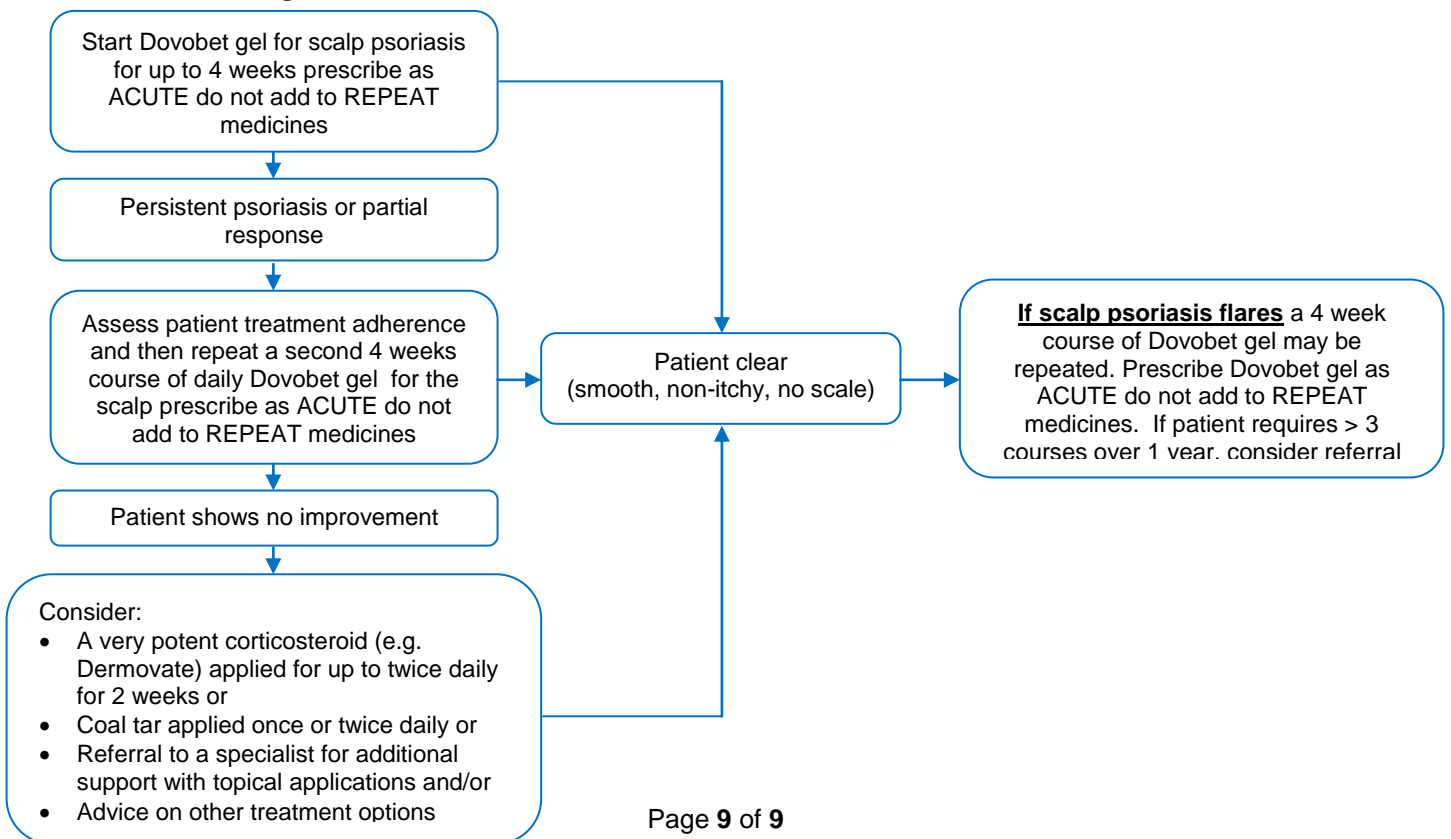 Start Dovobet gel for scalp psoriasis
for up to 4 weeks prescribe as
ACUTE do not add to REPEAT
medicines
Persistent psoriasis or partial
response
Assess patient treatment adherence
and then repeat a second 4 weeks
course of daily Dovobet gel  for the
scalp prescribe as ACUTE do not
add to REPEAT medicines
Patient shows no improvement
Consider:
• A very potent corticosteroid (e.g.
Dermovate) applied for up to twice daily
for 2 weeks or
• Coal tar applied once or twice daily or
• Referral to a specialist for additional
support with topical applications and/or
• Advice on other treatment options
Patient clear
(smooth, non-itchy, no scale)
If scalp psoriasis flares a 4 week
course of Dovobet gel may be
repeated. Prescribe Dovobet gel as
ACUTE do not add to REPEAT
medicines.  If patient requires > 3
courses over 1 year, consider referral
Page 9 of 9